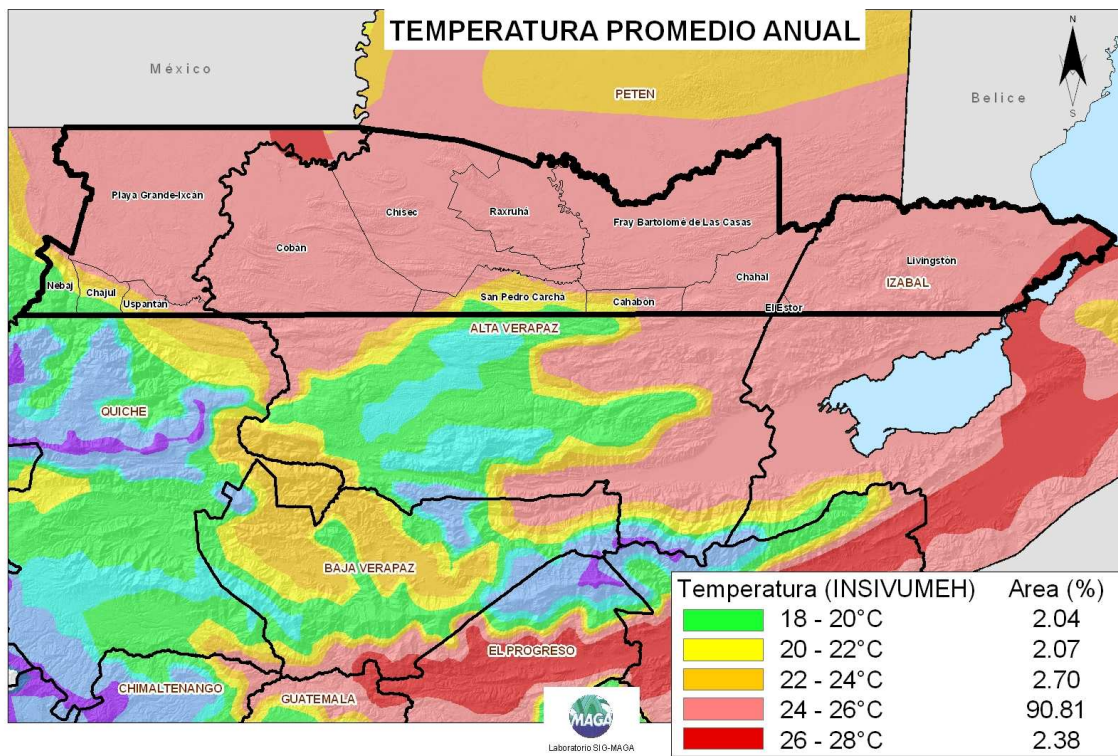 TEMPERATURA PROMEDIO ANUAL
N
México
PETEN
Belice
S
Playa Grande-Ixcán
Chisec
Raxruhá
Fray Bartolomé de Las Casas
Cobán
Livingston
Nebaj
Chajul
Uspantán
San Pedro Carchá
Cahabon
Chahal
El Estor
IZABAL
ALTA VERAPAZ
QUICHE
BAJA VERAPAZ
EL PROGRESO
CHIMALTENANGO
GUATEMALA
MAGA
Laboratorio SIG-MAGA
Temperatura (INSIVUMEH) Area (%)
18 - 20°C 2.04
20 - 22°C 2.07
22 - 24°C 2.70
24 - 26°C 90.81
26 - 28°C 2.38